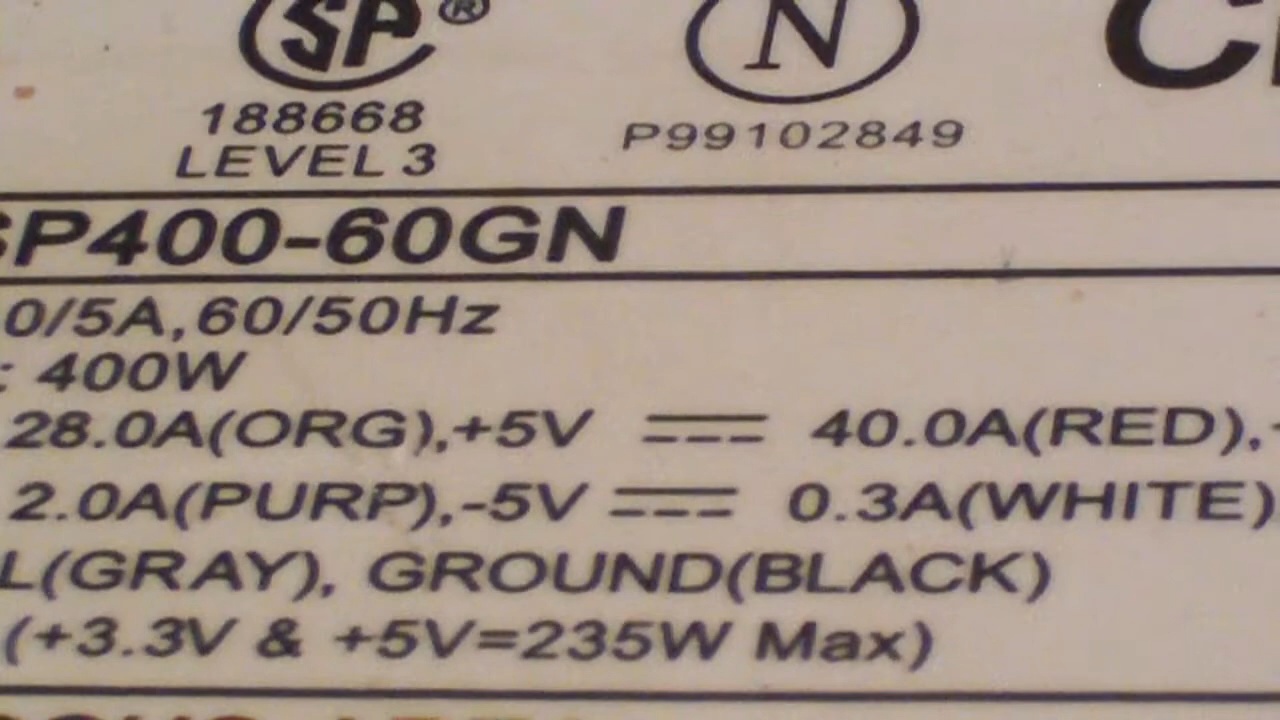 SP®
N
188668
P99102849
LEVEL 3
SP400-60GN
0/5A,60/50Hz
: 400W
28.0A(ORG),+5V ⎓ 40.0A(RED),
2.0A(PURP),-5V ⎓ 0.3A(WHITE)
L(GRAY), GROUND(BLACK)
(+3.3V & +5V=235W Max)